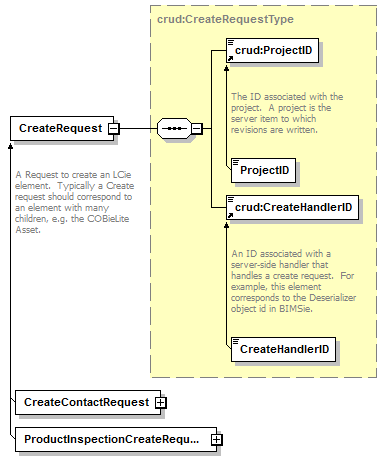 crud:CreateRequestType
crud:ProjectID
The ID associated with the
project. A project is the
server item to which
revisions are written.
CreateRequest
A Request to create an LCie
element. Typically a Create
request should correspond to
an element with many
children, e.g. the COBieLite
Asset.
ProjectID
crud:CreateHandlerID
An ID associated with a
server-side handler that
handles a create request. For
example, this element
corresponds to the Deserializer
object id in BIMSie.
CreateHandlerID
CreateContactRequest
ProductInspectionCreateRequ...